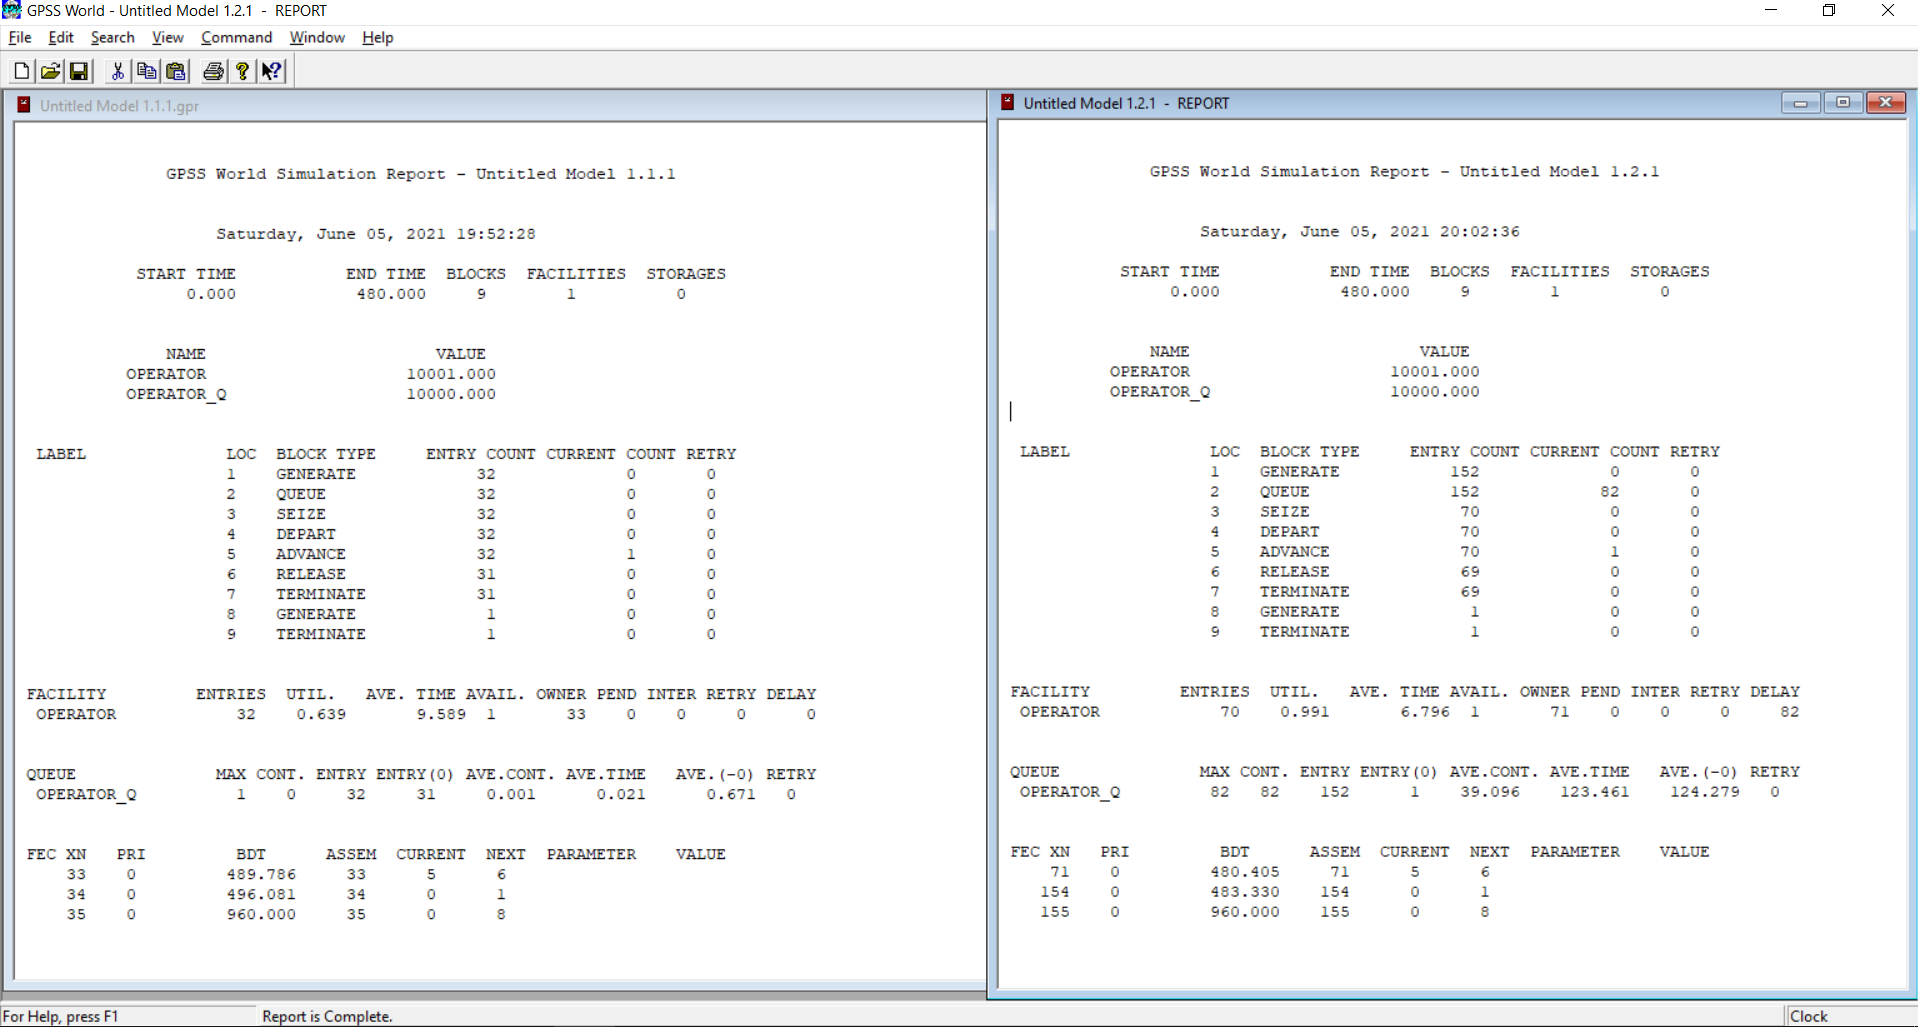 GPSS World - Untitled Model 1.2.1 - REPORT
File Edit Search View Command Window Help
Untitled Model 1.1.1.gpr
GPSS World Simulation Report - Untitled Model 1.1.1
Saturday, June 05, 2021 19:52:28
START TIME END TIME BLOCKS FACILITIES STORAGES
0.000 480.000 9 1 0
NAME VALUE
OPERATOR 10001.000
OPERATOR_Q 10000.000
LABEL LOC BLOCK TYPE ENTRY COUNT CURRENT COUNT RETRY
1 GENERATE 32 0 0
2 QUEUE 32 0 0
3 SEIZE 32 0 0
4 DEPART 32 0 0
5 ADVANCE 32 1 0
6 RELEASE 31 0 0
7 TERMINATE 31 0 0
8 GENERATE 1 0 0
9 TERMINATE 1 0 0
FACILITY ENTRIES UTIL. AVE. TIME AVAIL. OWNER PEND INTER RETRY DELAY
OPERATOR 32 0.639 9.589 1 33 0 0 0 0
QUEUE MAX CONT. ENTRY ENTRY(0) AVE.CONT. AVE.TIME AVE.(-0) RETRY
OPERATOR_Q 1 0 32 31 0.001 0.021 0.671 0
FEC XN PRI BDT ASSEM CURRENT NEXT PARAMETER VALUE
33 0 489.786 33 5 6
34 0 496.081 34 0 1
35 0 960.000 35 0 8
Untitled Model 1.2.1 - REPORT
GPSS World Simulation Report - Untitled Model 1.2.1
Saturday, June 05, 2021 20:02:36
START TIME END TIME BLOCKS FACILITIES STORAGES
0.000 480.000 9 1 0
NAME VALUE
OPERATOR 10001.000
OPERATOR_Q 10000.000
LABEL LOC BLOCK TYPE ENTRY COUNT CURRENT COUNT RETRY
1 GENERATE 152 0 0
2 QUEUE 152 82 0
3 SEIZE 70 0 0
4 DEPART 70 0 0
5 ADVANCE 70 1 0
6 RELEASE 69 0 0
7 TERMINATE 69 0 0
8 GENERATE 1 0 0
9 TERMINATE 1 0 0
FACILITY ENTRIES UTIL. AVE. TIME AVAIL. OWNER PEND INTER RETRY DELAY
OPERATOR 70 0.991 6.796 1 71 0 0 0 82
QUEUE MAX CONT. ENTRY ENTRY(0) AVE.CONT. AVE.TIME AVE.(-0) RETRY
OPERATOR_Q 82 82 152 1 39.096 123.461 124.279 0
FEC XN PRI BDT ASSEM CURRENT NEXT PARAMETER VALUE
71 0 480.405 71 5 6
154 0 483.330 154 0 1
155 0 960.000 155 0 8
For Help, press F1 Report is Complete. Clock